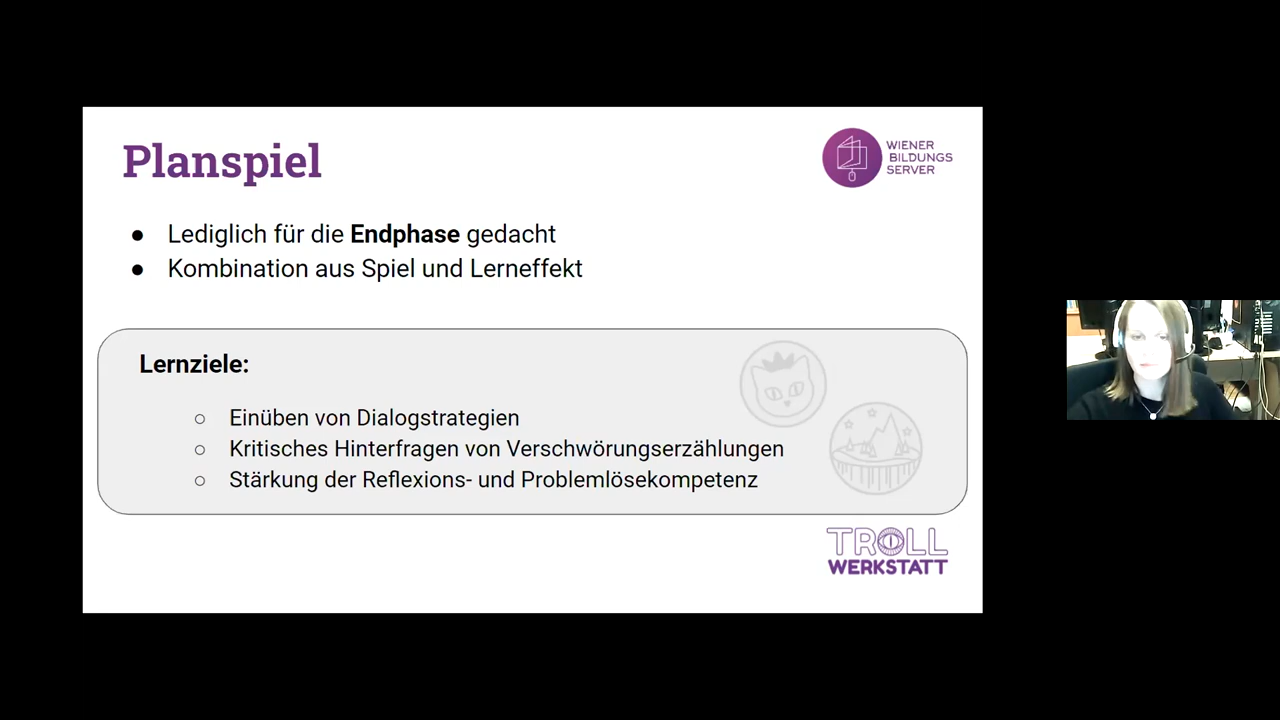 Planspiel
WIENER
BILDUNGS
SERVER
● Lediglich für die Endphase gedacht
● Kombination aus Spiel und Lerneffekt
Lernziele:
○ Einüben von Dialogstrategien
○ Kritisches Hinterfragen von Verschwörungserzählungen
○ Stärkung der Reflexions- und Problemlösekompetenz
TROLL
WERKSTATT